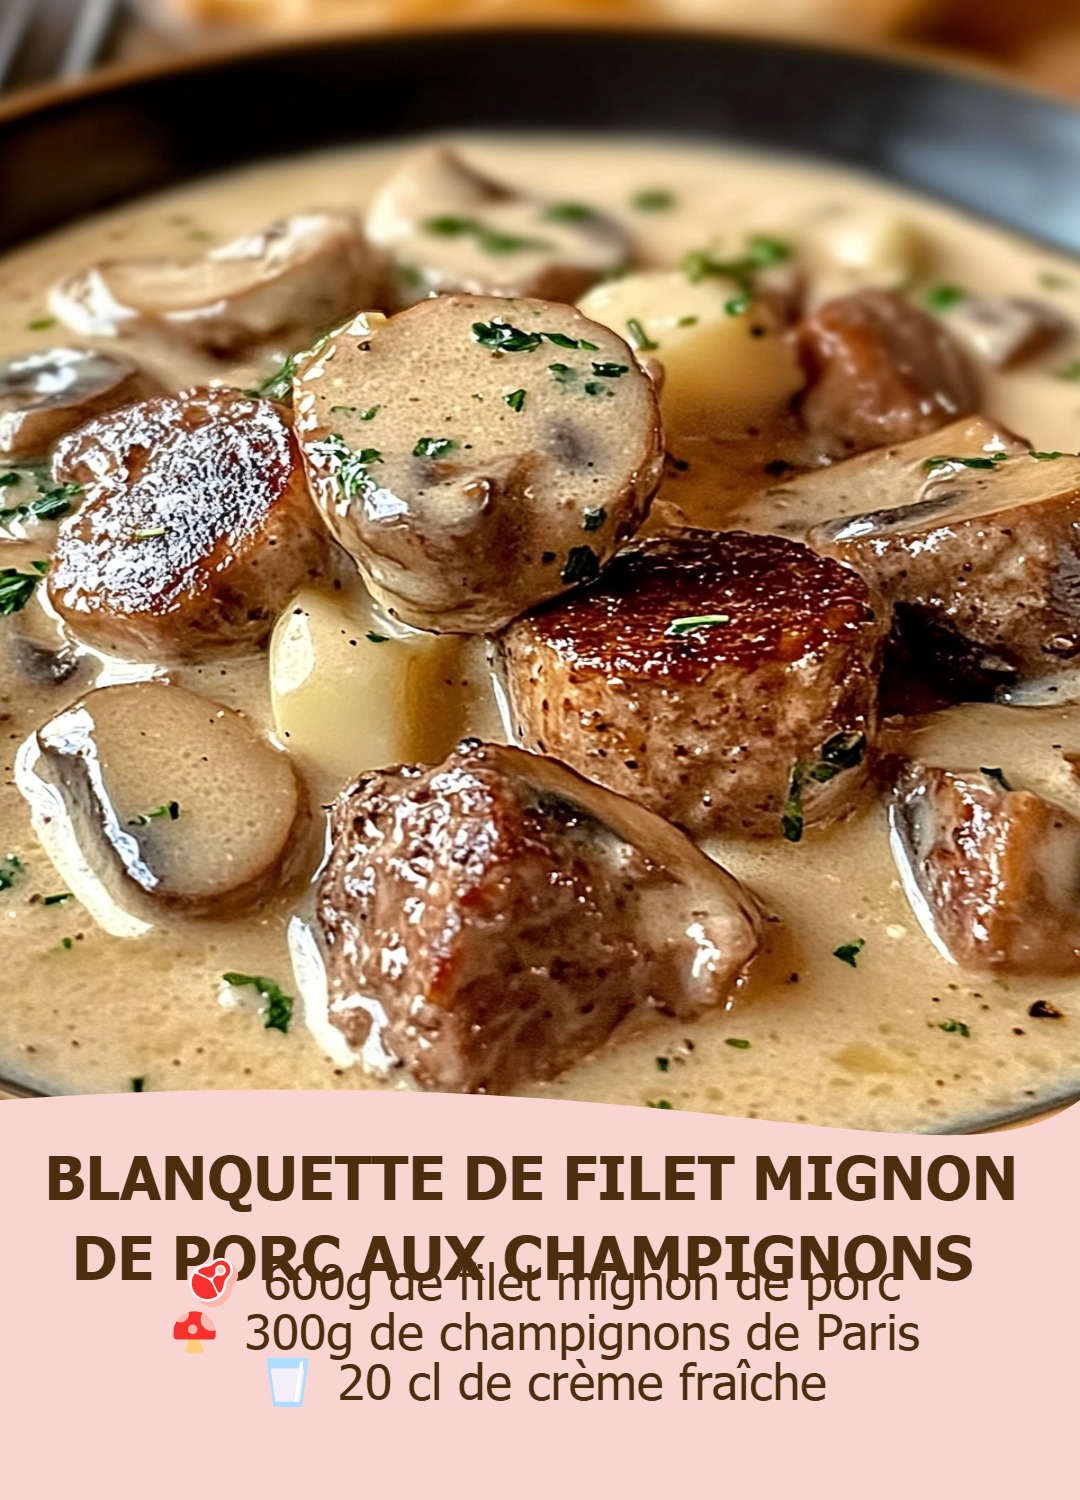 BLANQUETTE DE FILET MIGNON
DE PORC AUX CHAMPIGNONS
600g de filet mignon de porc
300g de champignons de Paris
20 cl de crème fraîche